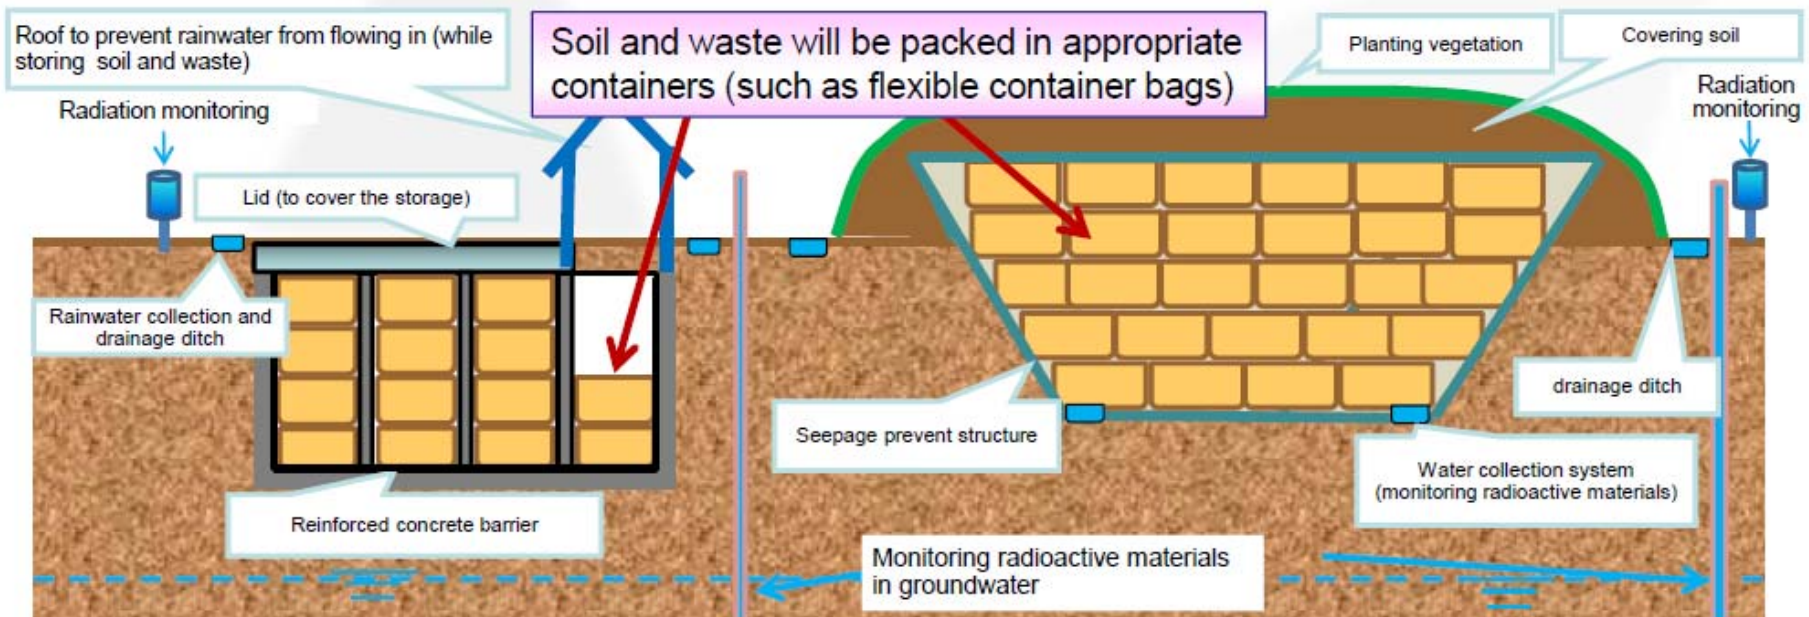 Roof to prevent rainwater from flowing in (while
storing soil and waste)
Soil and waste will be packed in appropriate
containers (such as flexible container bags)
Planting vegetation
Covering soil
Radiation monitoring
Radiation
monitoring
Lid (to cover the storage)
Rainwater collection and
drainage ditch
drainage ditch
Seepage prevent structure
Water collection system
(monitoring radioactive materials)
Reinforced concrete barrier
Monitoring radioactive materials
in groundwater